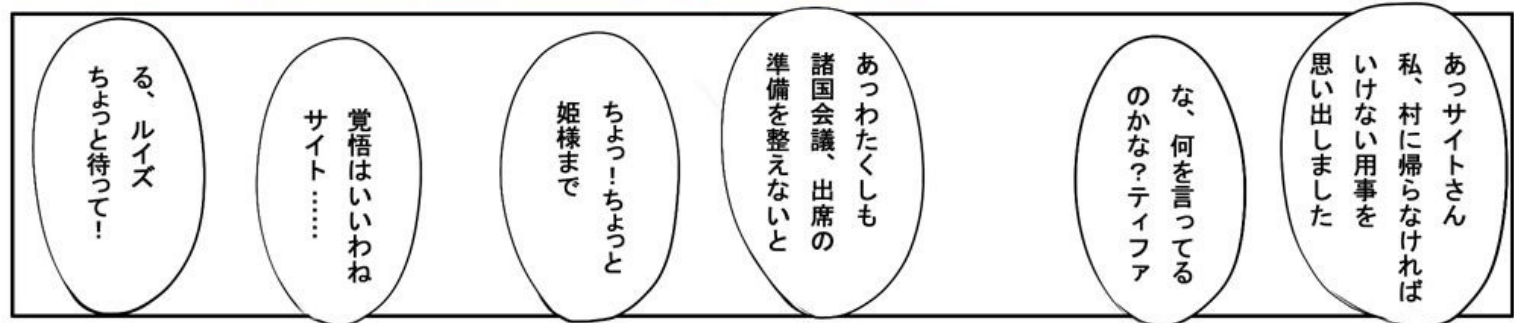 あっサイトさん
私、村に帰らなければ
いけない用事を
思い出しました
な、何を言ってる
のかな？ティファ
あっわたくしも
諸国会議、出席の
準備を整えないと
ちょっ！ちょっと
姫様まで
覚悟はいいわね
サイト……
る、ルイズ
ちょっと待って！